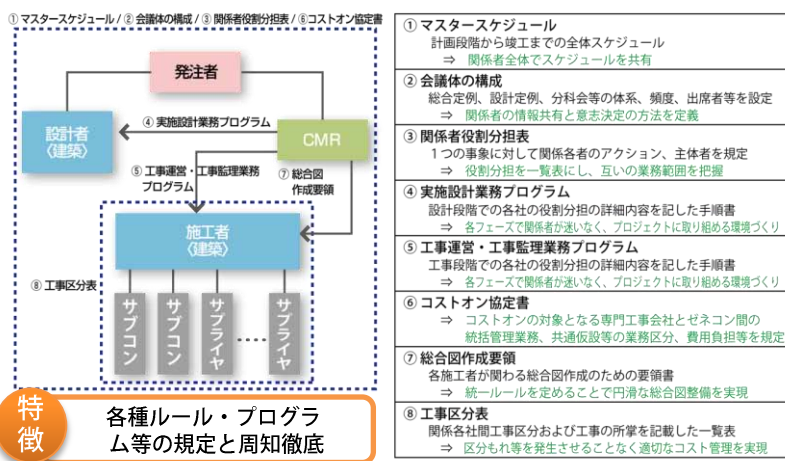 ① マスタースケジュール / ② 会議体の構成 / ③ 関係者役割分担表 / ⑥コストオン協定書
発注者
設計者
〈建築〉
④ 実施設計業務プログラム
CMR
⑤ 工事運営・工事監理業務
プログラム
⑦ 総合図
作成要領
施工者
〈建築〉
⑧ 工事区分表
サブコン
サブコン
サプライヤ
サプライヤ
特徴
各種ルール・プログラ
ム等の規定と周知徹底
① マスタースケジュール
計画段階から竣工までの全体スケジュール
⇒ 関係者全体でスケジュールを共有
② 会議体の構成
総合定例、設計定例、分科会等の体系、頻度、出席者等を設定
⇒ 関係者の情報共有と意志決定の方法を定義
③ 関係者役割分担表
１つの事象に対して関係各者のアクション、主体者を規定
⇒ 役割分担を一覧表にし、互いの業務範囲を把握
④ 実施設計業務プログラム
設計段階での各社の役割分担の詳細内容を記した手順書
⇒ 各フェーズで関係者が迷いなく、プロジェクトに取り組める環境づくり
⑤ 工事運営・工事監理業務プログラム
工事段階での各社の役割分担の詳細内容を記した手順書
⇒ 各フェーズで関係者が迷いなく、プロジェクトに取り組める環境づくり
⑥ コストオン協定書
⇒ コストオンの対象となる専門工事会社とゼネコン間の
統括管理業務、共通仮設等の業務区分、費用負担等を規定
⑦ 総合図作成要領
各施工者が関わる総合図作成のための要領書
⇒ 統一ルールを定めることで円滑な総合図整備を実現
⑧ 工事区分表
関係各社間工事区分および工事の所掌を記載した一覧表
⇒ 区分もれ等を発生させることなく適切なコスト管理を実現